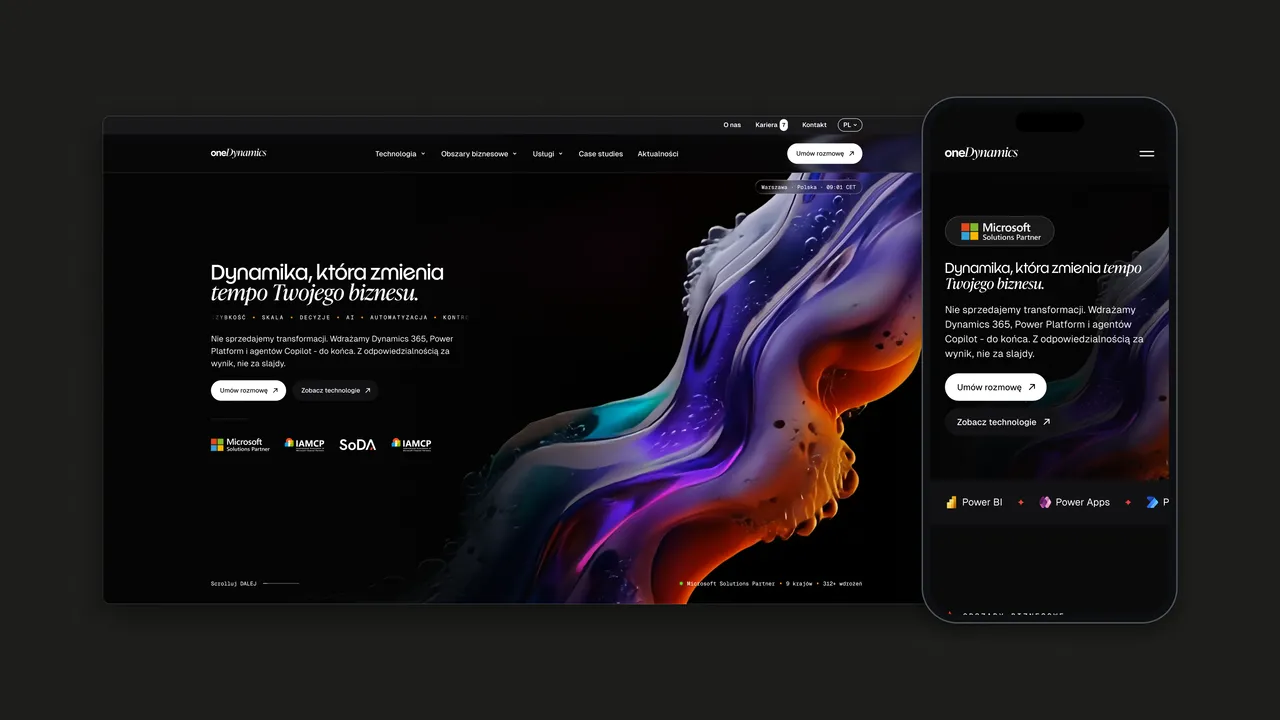 O nas Kariera 7 Kontakt PL
oneDynamics Technologia Obszary biznesowe Usługi Case studies Aktualności Umów rozmowę
Warszawa · Polska · 09:01 CET
Dynamika, która zmienia
tempo Twojego biznesu.
SKALA • DECYZJE • AI • AUTOMATYZACJA
Nie sprzedajemy transformacji. Wdrażamy Dynamics 365, Power
Platform i agentów Copilot - do końca. Z odpowiedzialnością za
wynik, nie za slajdy.
Umów rozmowę Zobacz technologie
Microsoft
Solutions Partner
IAMCP
SoDA
IAMCP
Scrolluj DALEJ
Microsoft Solutions Partner • 9 krajów • 312+ wdrożeń
oneDynamics
Microsoft
Solutions Partner
Dynamika, która zmienia tempo
Twojego biznesu.
Nie sprzedajemy transformacji. Wdrażamy
Dynamics 365, Power Platform i agentów
Copilot - do końca. Z odpowiedzialnością za
wynik, nie za slajdy.
Umów rozmowę
Zobacz technologie
Power BI • Power Apps • P